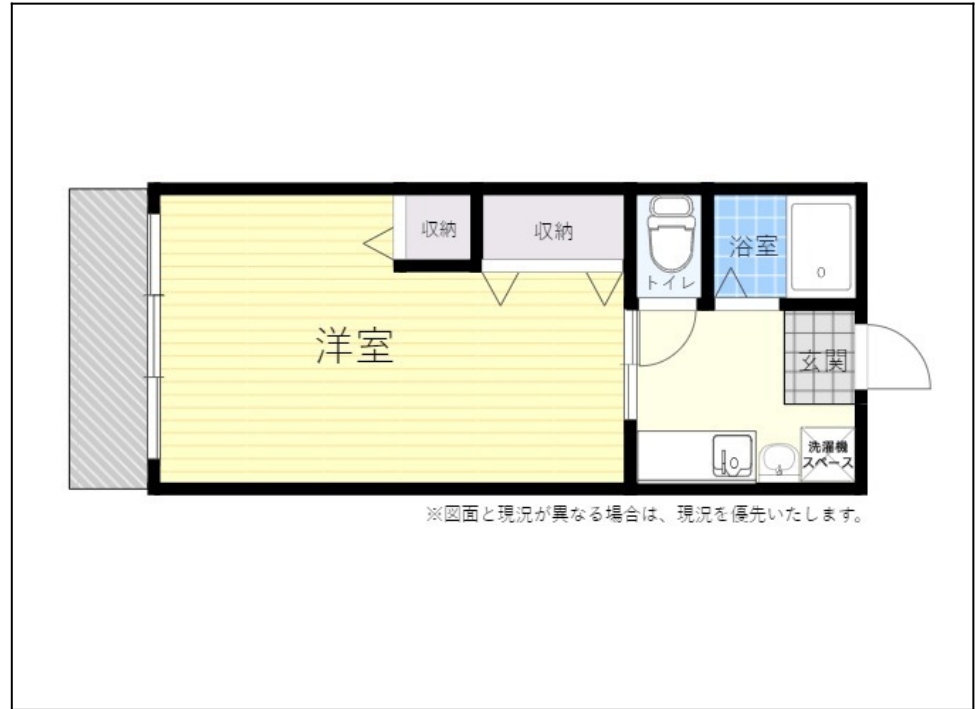 収納
収納
トイレ
浴室
洋室
玄関
洗濯機
スペース
※図面と現況が異なる場合は、現況を優先いたします。